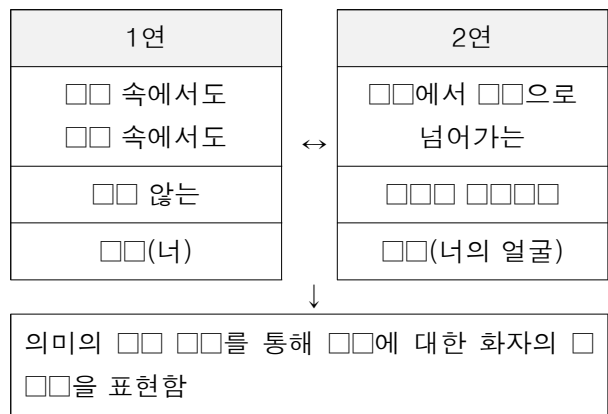 1연
2연
□□ 속에서도
□□ 속에서도
□□에서 □□으로
넘어가는
↔
□□ 않는
□□□ □□□□
□□(너)
□□(너의 얼굴)
↓
의미의 □□ □□를 통해 □□에 대한 화자의 □
□□을 표현함